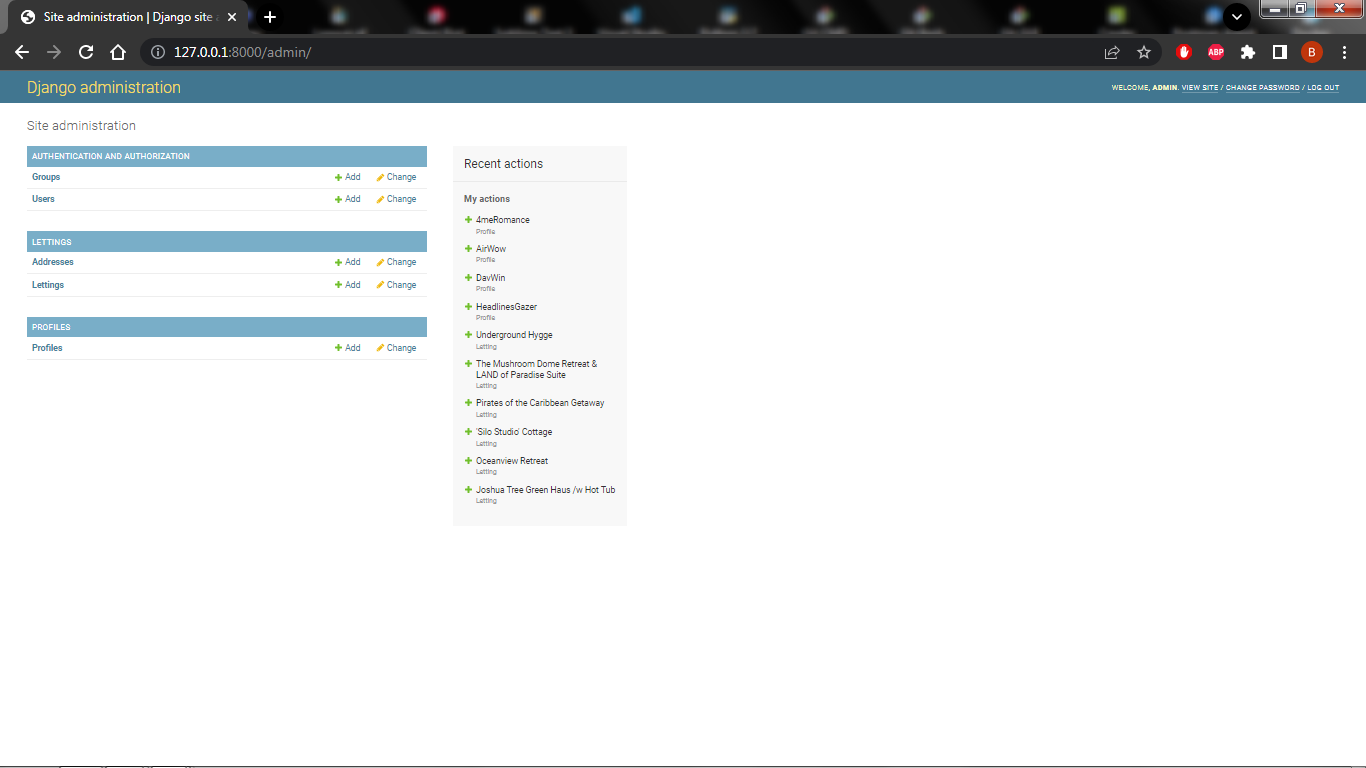 Site administration | Django site a
127.0.0.1:8000/admin/
ABP
B
Django administration
WELCOME, ADMIN. VIEW SITE / CHANGE PASSWORD / LOG OUT
Site administration
AUTHENTICATION AND AUTHORIZATION
Groups Add Change
Users Add Change
LETTINGS
Addresses Add Change
Lettings Add Change
PROFILES
Profiles Add Change
Recent actions
My actions
4meRomance
Profile
AirWow
Profile
DavWin
Profile
HeadlinesGazer
Profile
Underground Hygge
Letting
The Mushroom Dome Retreat &
LAND of Paradise Suite
Letting
Pirates of the Caribbean Getaway
Letting
'Silo Studio' Cottage
Letting
Oceanview Retreat
Letting
Joshua Tree Green Haus /w Hot Tub
Letting